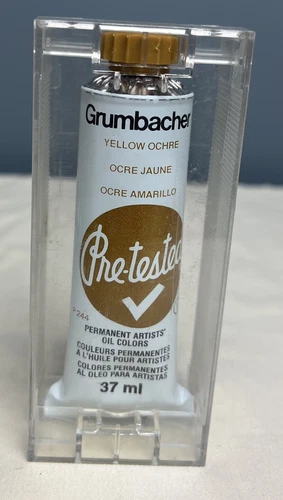 Grumbacher
YELLOW OCHRE
OCRE JAUNE
OCRE AMARILLO
Pre-tested
PERMANENT ARTISTS'
OIL COLORS
COULEURS PERMANENTES
À L'HUILE POUR ARTISTES
COLORES PERMANENTES
AL OLEO PARA ARTISTAS
37 ml